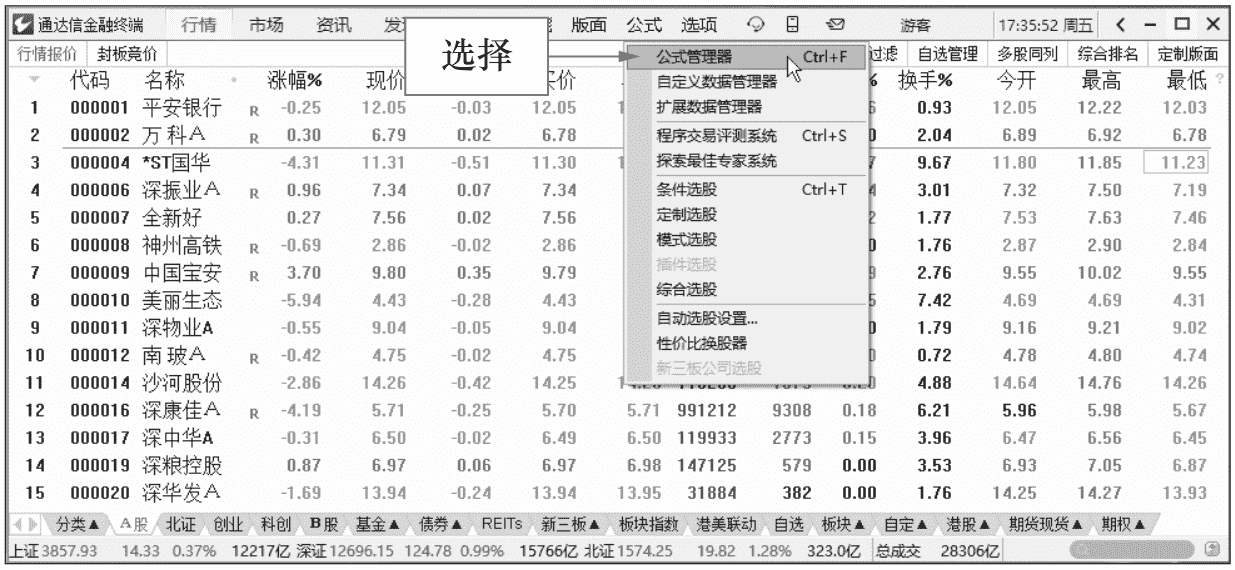 通达信金融终端 行情 市场 资讯 版面 公式 选项 游客 17:35:52 周五
选择
行情报价 封板竞价 过滤 自选管理 多股同列 综合排名 定制版面
代码 名称 涨幅% 现价 % 换手% 今开 最高 最低 ?
1 000001 平安银行 R -0.25 12.05 -0.03 12.05 0.93 12.05 12.22 12.03
2 000002 万科A R 0.30 6.79 0.02 6.78 2.04 6.89 6.92 6.78
3 000004 *ST国华 -4.31 11.31 -0.51 11.30 9.67 11.80 11.85 11.23
4 000006 深振业A R 0.96 7.34 0.07 7.34 3.01 7.32 7.50 7.19
5 000007 全新好 0.27 7.56 0.02 7.56 1.77 7.53 7.63 7.46
6 000008 神州高铁 R -0.69 2.86 -0.02 2.86 1.76 2.87 2.90 2.84
7 000009 中国宝安 R 3.70 9.80 0.35 9.79 2.76 9.55 10.02 9.55
8 000010 美丽生态 -5.94 4.43 -0.28 4.43 7.42 4.69 4.69 4.31
9 000011 深物业A -0.55 9.04 -0.05 9.04 1.79 9.16 9.21 9.02
10 000012 南玻A R -0.42 4.75 -0.02 4.75 0.72 4.78 4.80 4.74
11 000014 沙河股份 -2.86 14.26 -0.42 14.25 4.88 14.64 14.76 14.26
12 000016 深康佳A R -4.19 5.71 -0.25 5.70 5.71 991212 9308 0.18 6.21 5.96 5.98 5.67
13 000017 深中华A -0.31 6.50 -0.02 6.49 6.50 119933 2773 0.15 3.96 6.47 6.56 6.45
14 000019 深粮控股 0.87 6.97 0.06 6.97 6.98 147125 579 0.00 3.53 6.93 7.05 6.87
15 000020 深华发A -1.69 13.94 -0.24 13.94 13.95 31884 382 0.00 1.76 14.25 14.27 13.93
公式管理器 Ctrl+F
自定义数据管理器
扩展数据管理器
程序交易评测系统 Ctrl+S
探索最佳专家系统
条件选股 Ctrl+T
定制选股
模式选股
插件选股
综合选股
自动选股设置...
性价比换股器
新三板公司选股
分类▲ A股 北证 创业 科创 B股 基金▲ 债券▲ REITs 新三板▲ 板块指数 港美联动 自选 板块▲ 自定▲ 港股▲ 期货现货▲ 期权▲
上证3857.93 14.33 0.37% 12217亿 深证12696.15 124.78 0.99% 15766亿 北证1574.25 19.82 1.28% 323.0亿 总成交 28306亿